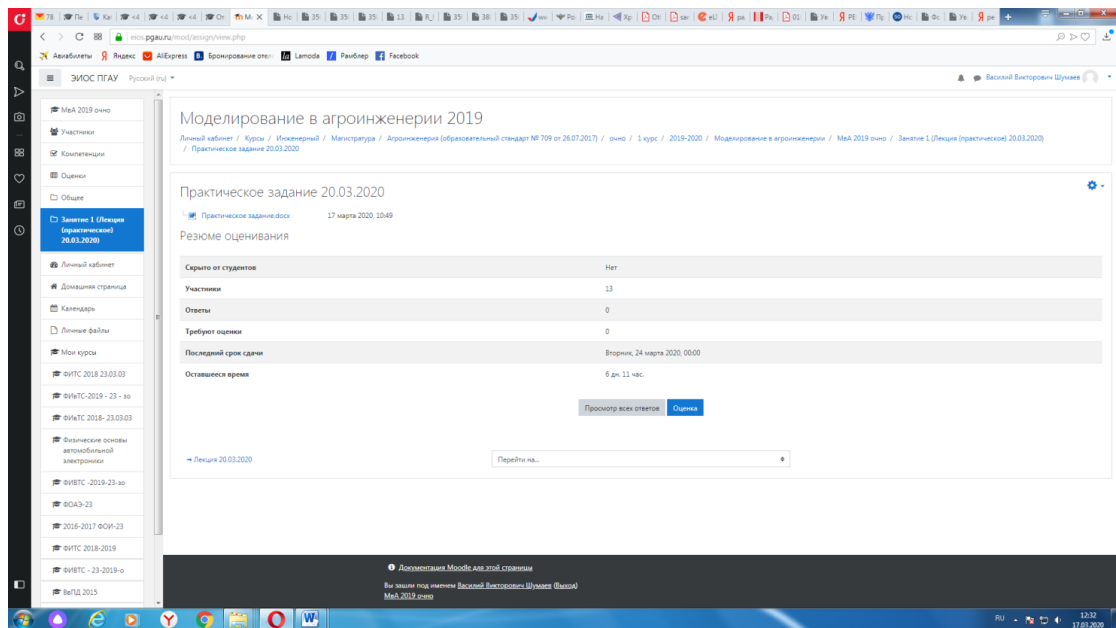 eios.pgau.ru/mod/assign/view.php
Авиабилеты Яндекс AliExpress Бронирование отел Lamoda Рамблер Facebook
ЭИОС ПГАУ Русский (ru)
Василий Викторович Шумаев
МвА 2019 очно
Участники
Компетенции
Оценки
Общее
Занятие 1 (Лекция
(практическое)
20.03.2020)
Личный кабинет
Домашняя страница
Календарь
Личные файлы
Мои курсы
ФИТС 2018 23.03.03
ФИвТС-2019 - 23 - зо
ФИвТС 2018- 23.03.03
Физические основы
автомобильной
электроники
ФИВТС -2019-23-зо
ФОАЭ-23
2016-2017 ФОИ-23
ФИТС 2018-2019
ФИВТС - 23-2019-о
ВеПД 2015
Моделирование в агроинженерии 2019
Личный кабинет / Курсы / Инженерный / Магистратура / Агроинженерия (образовательный стандарт № 709 от 26.07.2017) / очно / 1 курс / 2019-2020 / Моделирование в агроинженерии / МвА 2019 очно / Занятие 1 (Лекция (практическое) 20.03.2020)
/ Практическое задание 20.03.2020
Практическое задание 20.03.2020
Практическое задание.docx 17 марта 2020, 10:49
Резюме оценивания
Скрыто от студентов Нет
Участники 13
Ответы 0
Требуют оценки 0
Последний срок сдачи Вторник, 24 марта 2020, 00:00
Оставшееся время 6 дн. 11 час.
Просмотр всех ответов Оценка
→ Лекция 20.03.2020 Перейти на...
Документация Moodle для этой страницы
Вы зашли под именем Василий Викторович Шумаев (Выход)
МвА 2019 очно
RU 12:32
17.03.2020